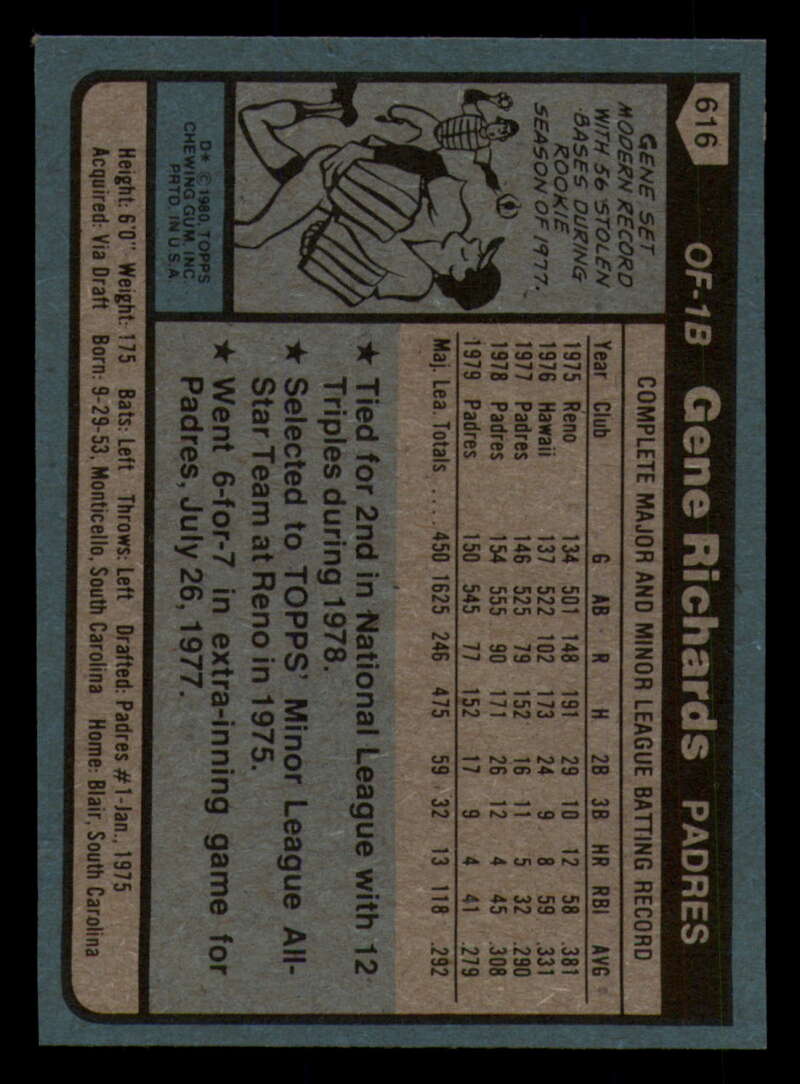 616
OF-1B Gene Richards PADRES
GENE SET
MODERN RECORD
WITH 56 STOLEN
BASES DURING
ROOKIE
SEASON OF 1977.
D* © 1980 TOPPS
CHEWING GUM, INC.
PRTD. IN U.S.A.
COMPLETE MAJOR AND MINOR LEAGUE BATTING RECORD
Year Club G AB R H 2B 3B HR RBI AVG
1975 Reno 134 501 148 191 29 10 12 58 .381
1976 Hawaii 137 522 102 173 24 9 8 59 .331
1977 Padres 146 525 79 152 16 11 5 32 .290
1978 Padres 154 555 90 171 26 12 4 45 .308
1979 Padres 150 545 77 152 17 9 4 41 .279
Maj. Lea. Totals .... 450 1625 246 475 59 32 13 118 .292
★ Tied for 2nd in National League with 12
Triples during 1978.
★ Selected to TOPPS' Minor League All-
Star Team at Reno in 1975.
★ Went 6-for-7 in extra-inning game for
Padres, July 26, 1977.
Height: 6'0" Weight: 175 Bats: Left Throws: Left Drafted: Padres #1-Jan., 1975
Acquired: Via Draft Born: 9-29-53, Monticello, South Carolina Home: Blair, South Carolina